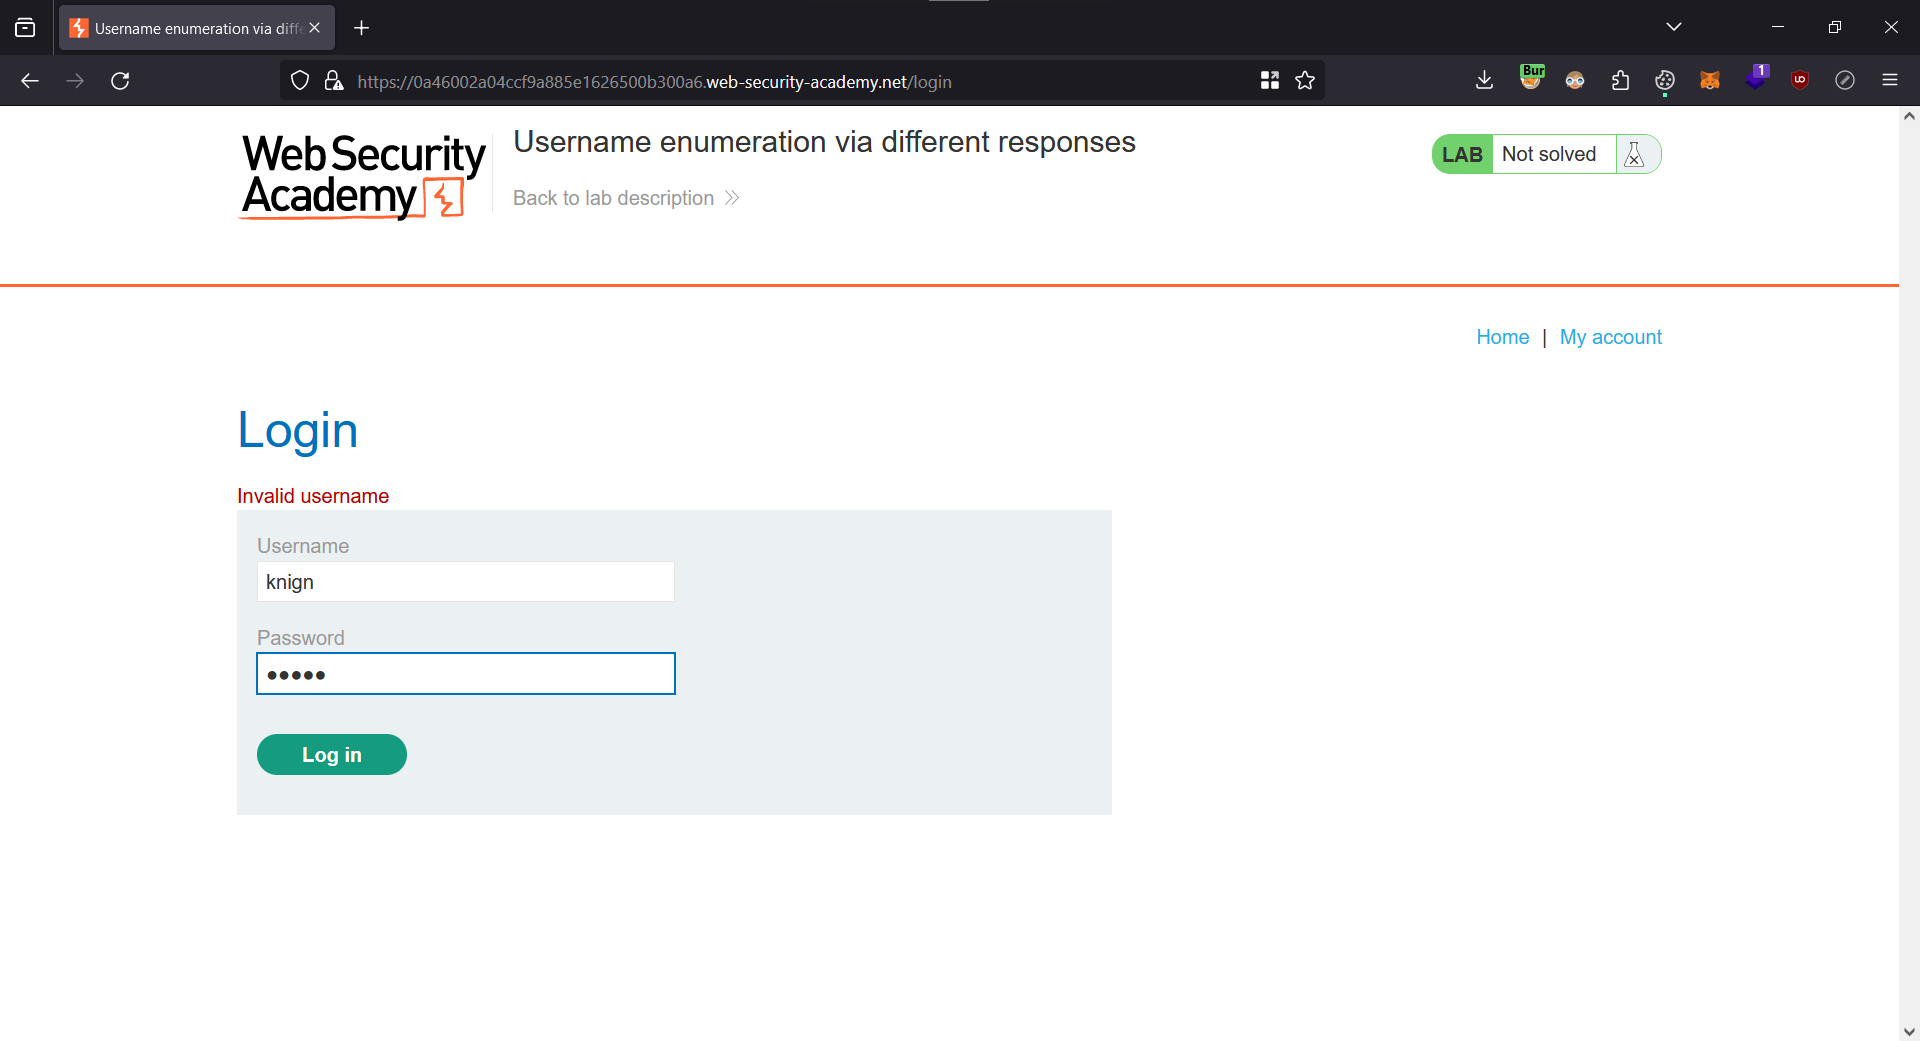 Username enumeration via diffe
Bur
1
https://0a46002a04ccf9a885e1626500b300a6.web-security-academy.net/login
Web Security
Academy
Username enumeration via different responses
Back to lab description
LAB Not solved
Home | My account
Login
Invalid username
Username
knign
Password
•••••
Log in